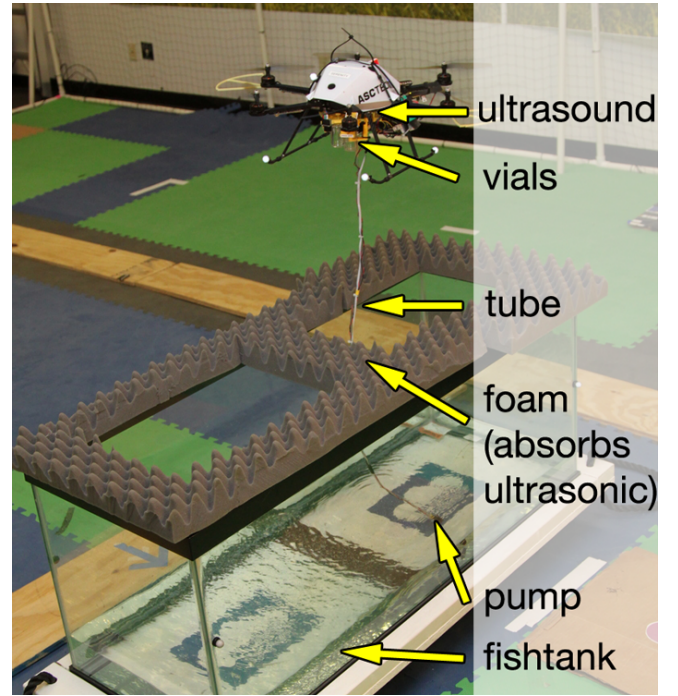 ASCTEC
ultrasound
vials
tube
foam
(absorbs
ultrasonic)
pump
fishtank